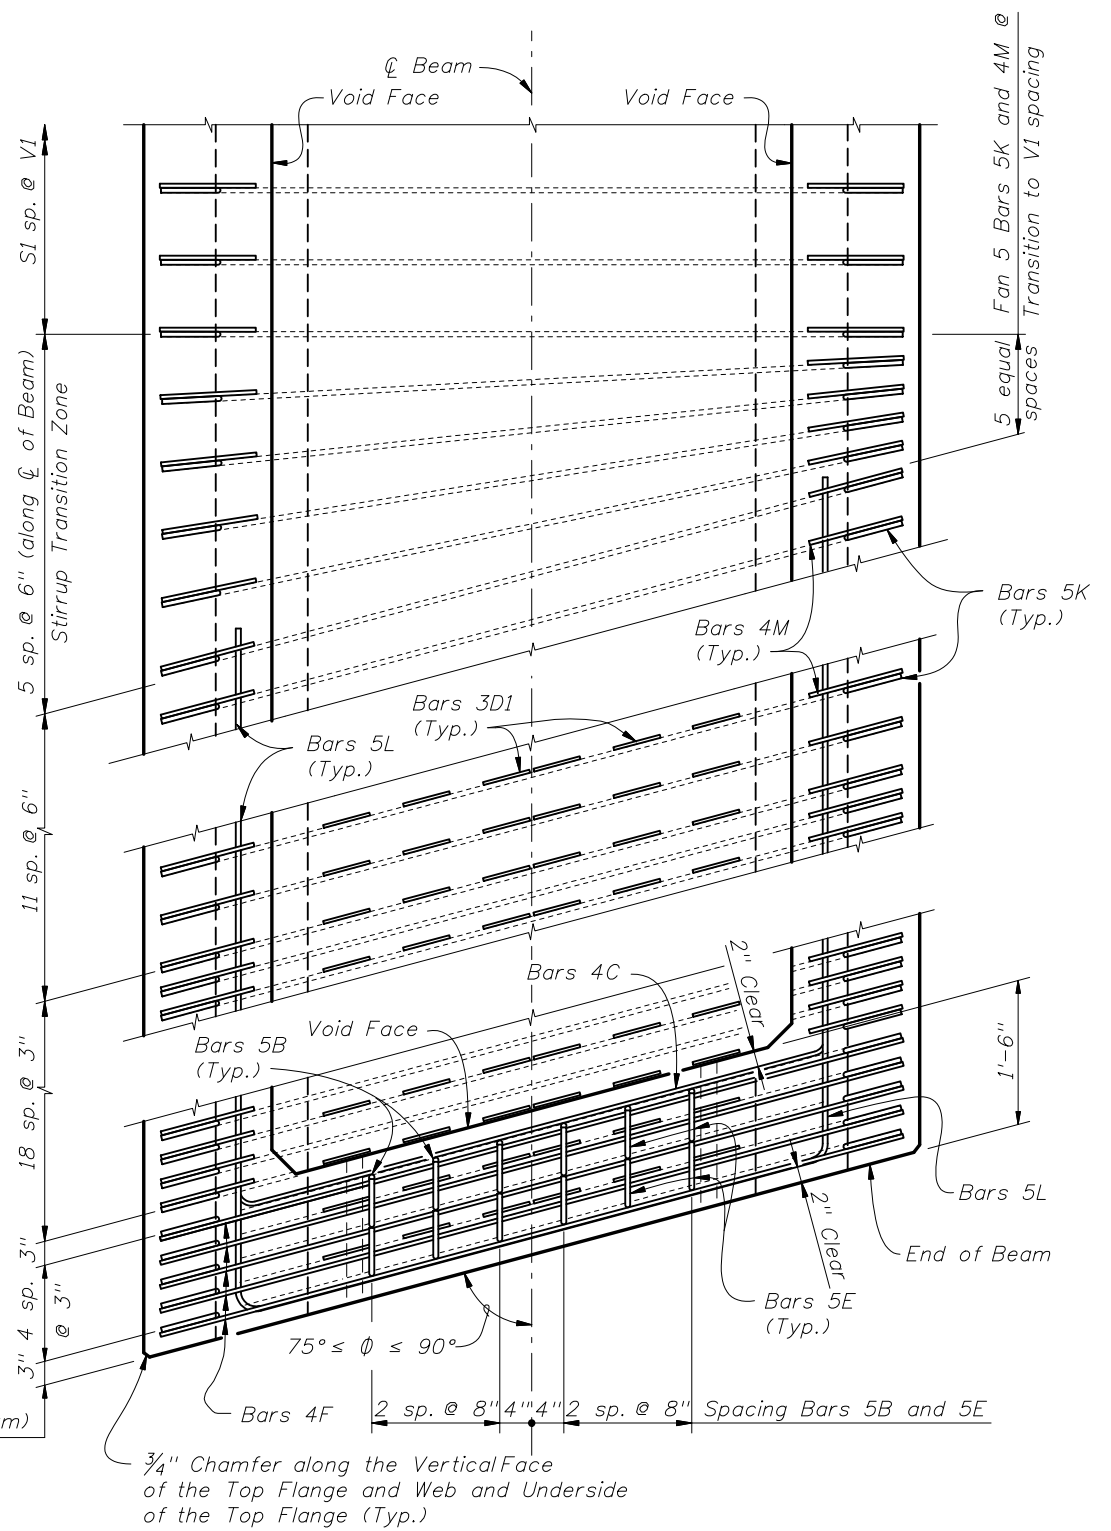 ℄ Beam
Void Face
Void Face
Fan 5 Bars 5K and 4M @
Transition to V1 spacing
5 equal
spaces
S1 sp. @ V1
5 sp. @ 6" (along ℄ of Beam)
Stirrup Transition Zone
Bars 5K
(Typ.)
Bars 4M
(Typ.)
Bars 3D1
(Typ.)
Bars 5L
(Typ.)
11 sp. @ 6"
2" Clear
Bars 4C
Void Face
Bars 5B
(Typ.)
1'-6"
18 sp. @ 3"
Bars 5L
2" Clear
End of Beam
3"
4 sp.
@ 3"
3"
Bars 5E
(Typ.)
75° ≤ ϕ ≤ 90°
2 sp. @ 8" 4" 4" 2 sp. @ 8" Spacing Bars 5B and 5E
Bars 4F
m)
¾" Chamfer along the Vertical Face
of the Top Flange and Web and Underside
of the Top Flange (Typ.)